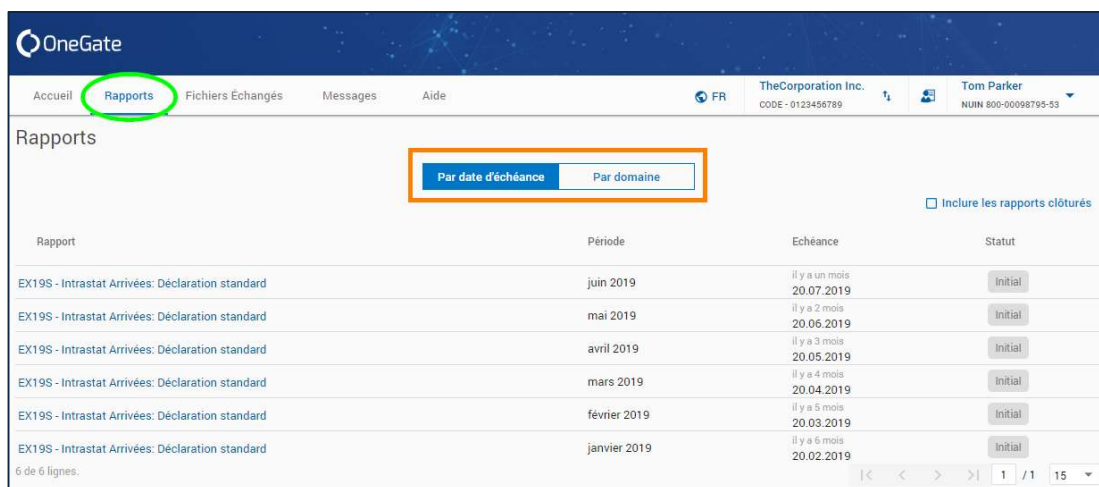 OneGate
Accueil Rapports Fichiers Échangés Messages Aide FR TheCorporation Inc. Tom Parker
CODE - 0123456789 NUIN 800-00098795-53
Rapports
Par date d'échéance Par domaine
Inclure les rapports clôturés
Rapport Période Echéance Statut
EX19S - Intrastat Arrivées: Déclaration standard juin 2019 il y a un mois 20.07.2019 Initial
EX19S - Intrastat Arrivées: Déclaration standard mai 2019 il y a 2 mois 20.06.2019 Initial
EX19S - Intrastat Arrivées: Déclaration standard avril 2019 il y a 3 mois 20.05.2019 Initial
EX19S - Intrastat Arrivées: Déclaration standard mars 2019 il y a 4 mois 20.04.2019 Initial
EX19S - Intrastat Arrivées: Déclaration standard février 2019 il y a 5 mois 20.03.2019 Initial
EX19S - Intrastat Arrivées: Déclaration standard janvier 2019 il y a 6 mois 20.02.2019 Initial
6 de 6 lignes. |< < > >| 1 / 1 15